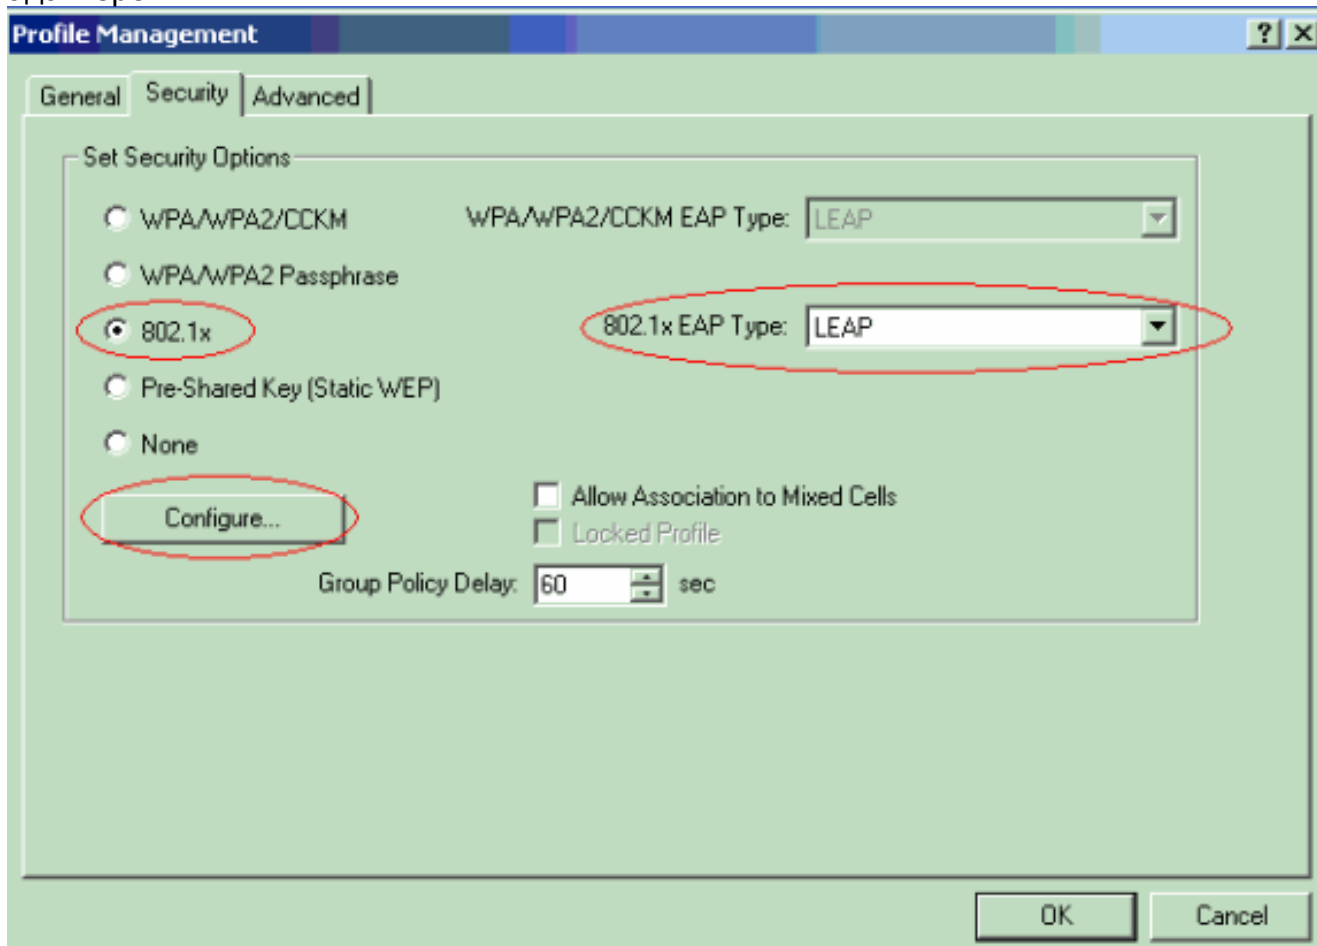 Profile Management
General Security Advanced
Set Security Options
WPA/WPA2/CCKM WPA/WPA2/CCKM EAP Type: LEAP
WPA/WPA2 Passphrase
802.1x 802.1x EAP Type: LEAP
Pre-Shared Key (Static WEP)
None
Configure...
Allow Association to Mixed Cells
Locked Profile
Group Policy Delay: 60 sec
OK Cancel